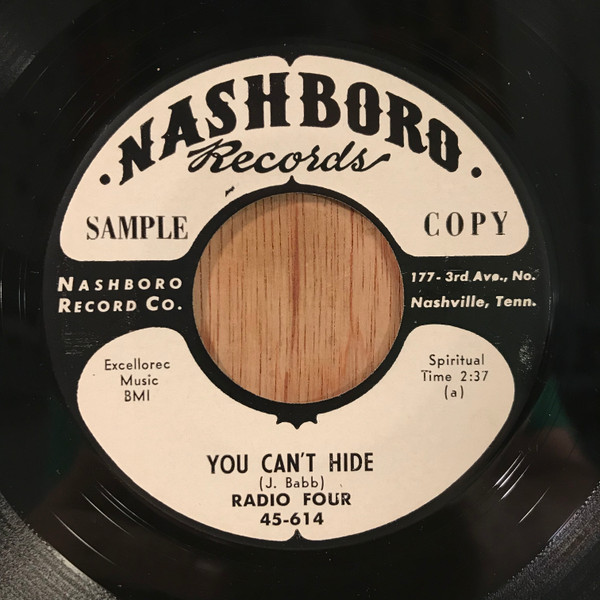 • NASHBORO •
Records
SAMPLE COPY
NASHBORO
RECORD CO.
177- 3rd Ave., No.
Nashville, Tenn.
Excellorec
Music
BMI
Spiritual
Time 2:37
(a)
YOU CAN'T HIDE
(J. Babb)
RADIO FOUR
45-614